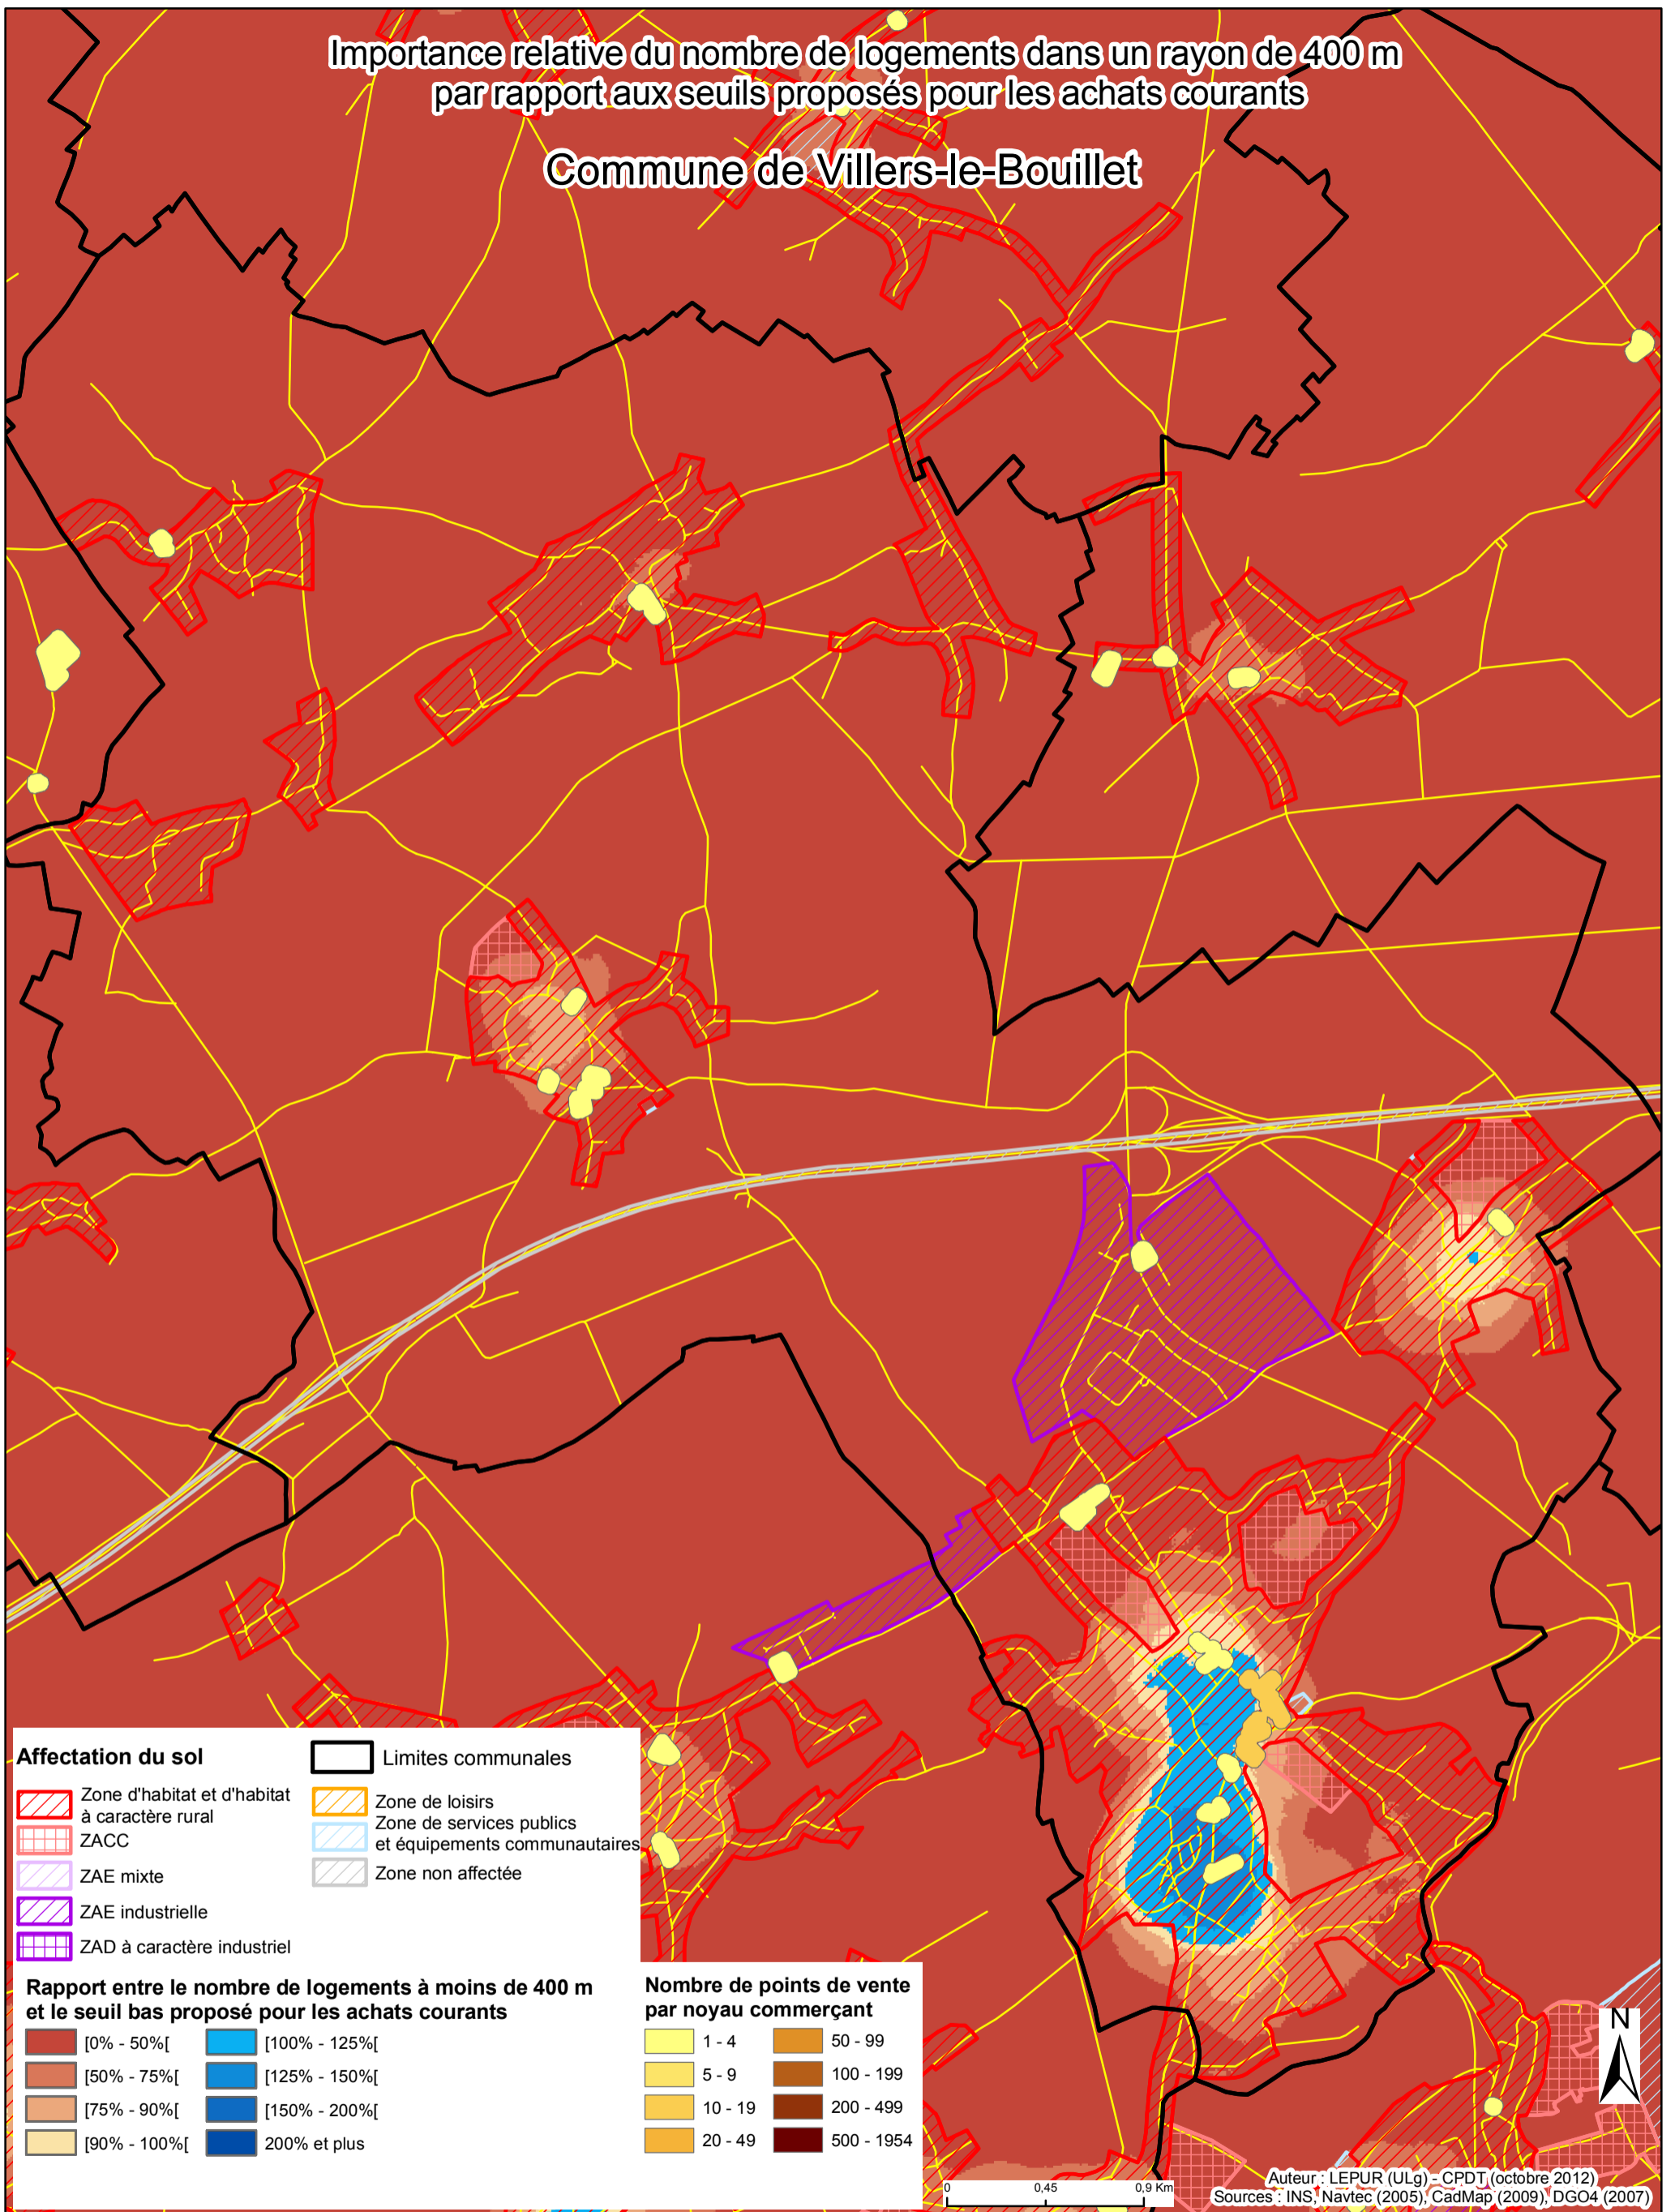 Importance relative du nombre de logements dans un rayon de 400 m
par rapport aux seuils proposés pour les achats courants
Commune de Villers-le-Bouillet
Affectation du sol
Zone d'habitat et d'habitat
à caractère rural
ZACC
ZAE mixte
ZAE industrielle
ZAD à caractère industriel
Limites communales
Zone de loisirs
Zone de services publics
et équipements communautaires
Zone non affectée
Rapport entre le nombre de logements à moins de 400 m
et le seuil bas proposé pour les achats courants
[0% - 50%[
[50% - 75%[
[75% - 90%[
[90% - 100%[
[100% - 125%[
[125% - 150%[
[150% - 200%[
200% et plus
Nombre de points de vente
par noyau commerçant
1 - 4
5 - 9
10 - 19
20 - 49
50 - 99
100 - 199
200 - 499
500 - 1954
N
0 0,45 0,9 Km
Auteur : LEPUR (ULg) - CPDT (octobre 2012)
Sources : INS, Navtec (2005), CadMap (2009), DGO4 (2007)